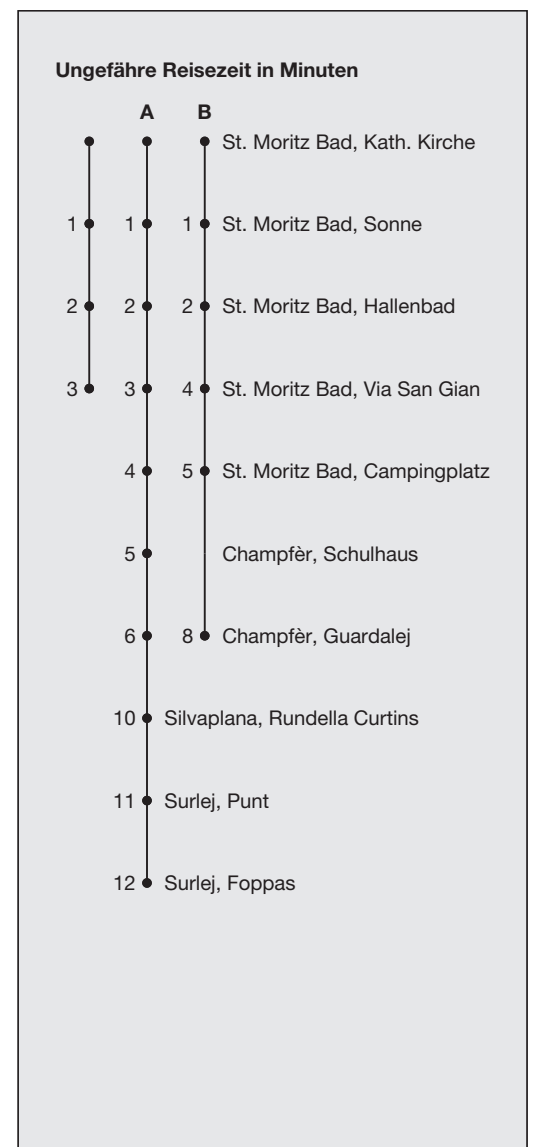 Ungefähre Reisezeit in Minuten
A B
St. Moritz Bad, Kath. Kirche
1 1 1 St. Moritz Bad, Sonne
2 2 2 St. Moritz Bad, Hallenbad
3 3 4 St. Moritz Bad, Via San Gian
4 5 St. Moritz Bad, Campingplatz
5 Champfèr, Schulhaus
6 8 Champfèr, Guardalej
10 Silvaplana, Rundella Curtins
11 Surlej, Punt
12 Surlej, Foppas